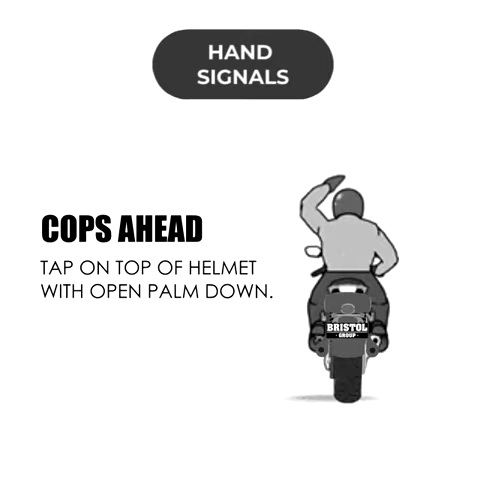 HAND
SIGNALS
COPS AHEAD
TAP ON TOP OF HELMET
WITH OPEN PALM DOWN.
BRISTOL
· GROUP ·